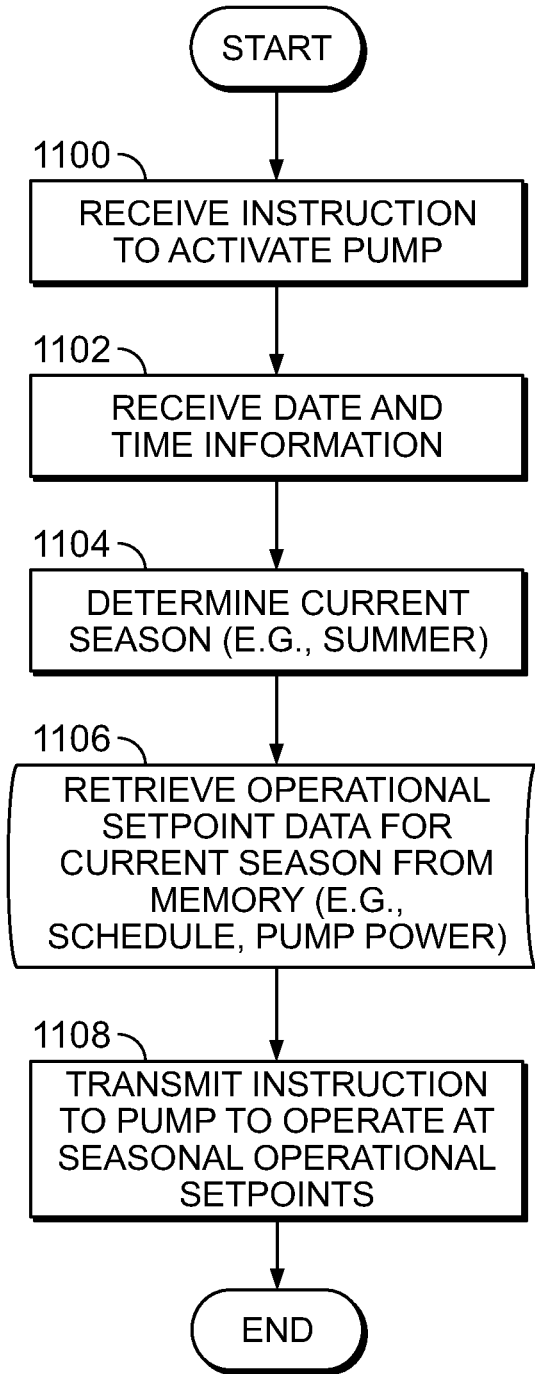 START
1100
RECEIVE INSTRUCTION
TO ACTIVATE PUMP
1102
RECEIVE DATE AND
TIME INFORMATION
1104
DETERMINE CURRENT
SEASON (E.G., SUMMER)
1106
RETRIEVE OPERATIONAL
SETPOINT DATA FOR
CURRENT SEASON FROM
MEMORY (E.G.,
SCHEDULE, PUMP POWER)
1108
TRANSMIT INSTRUCTION
TO PUMP TO OPERATE AT
SEASONAL OPERATIONAL
SETPOINTS
END